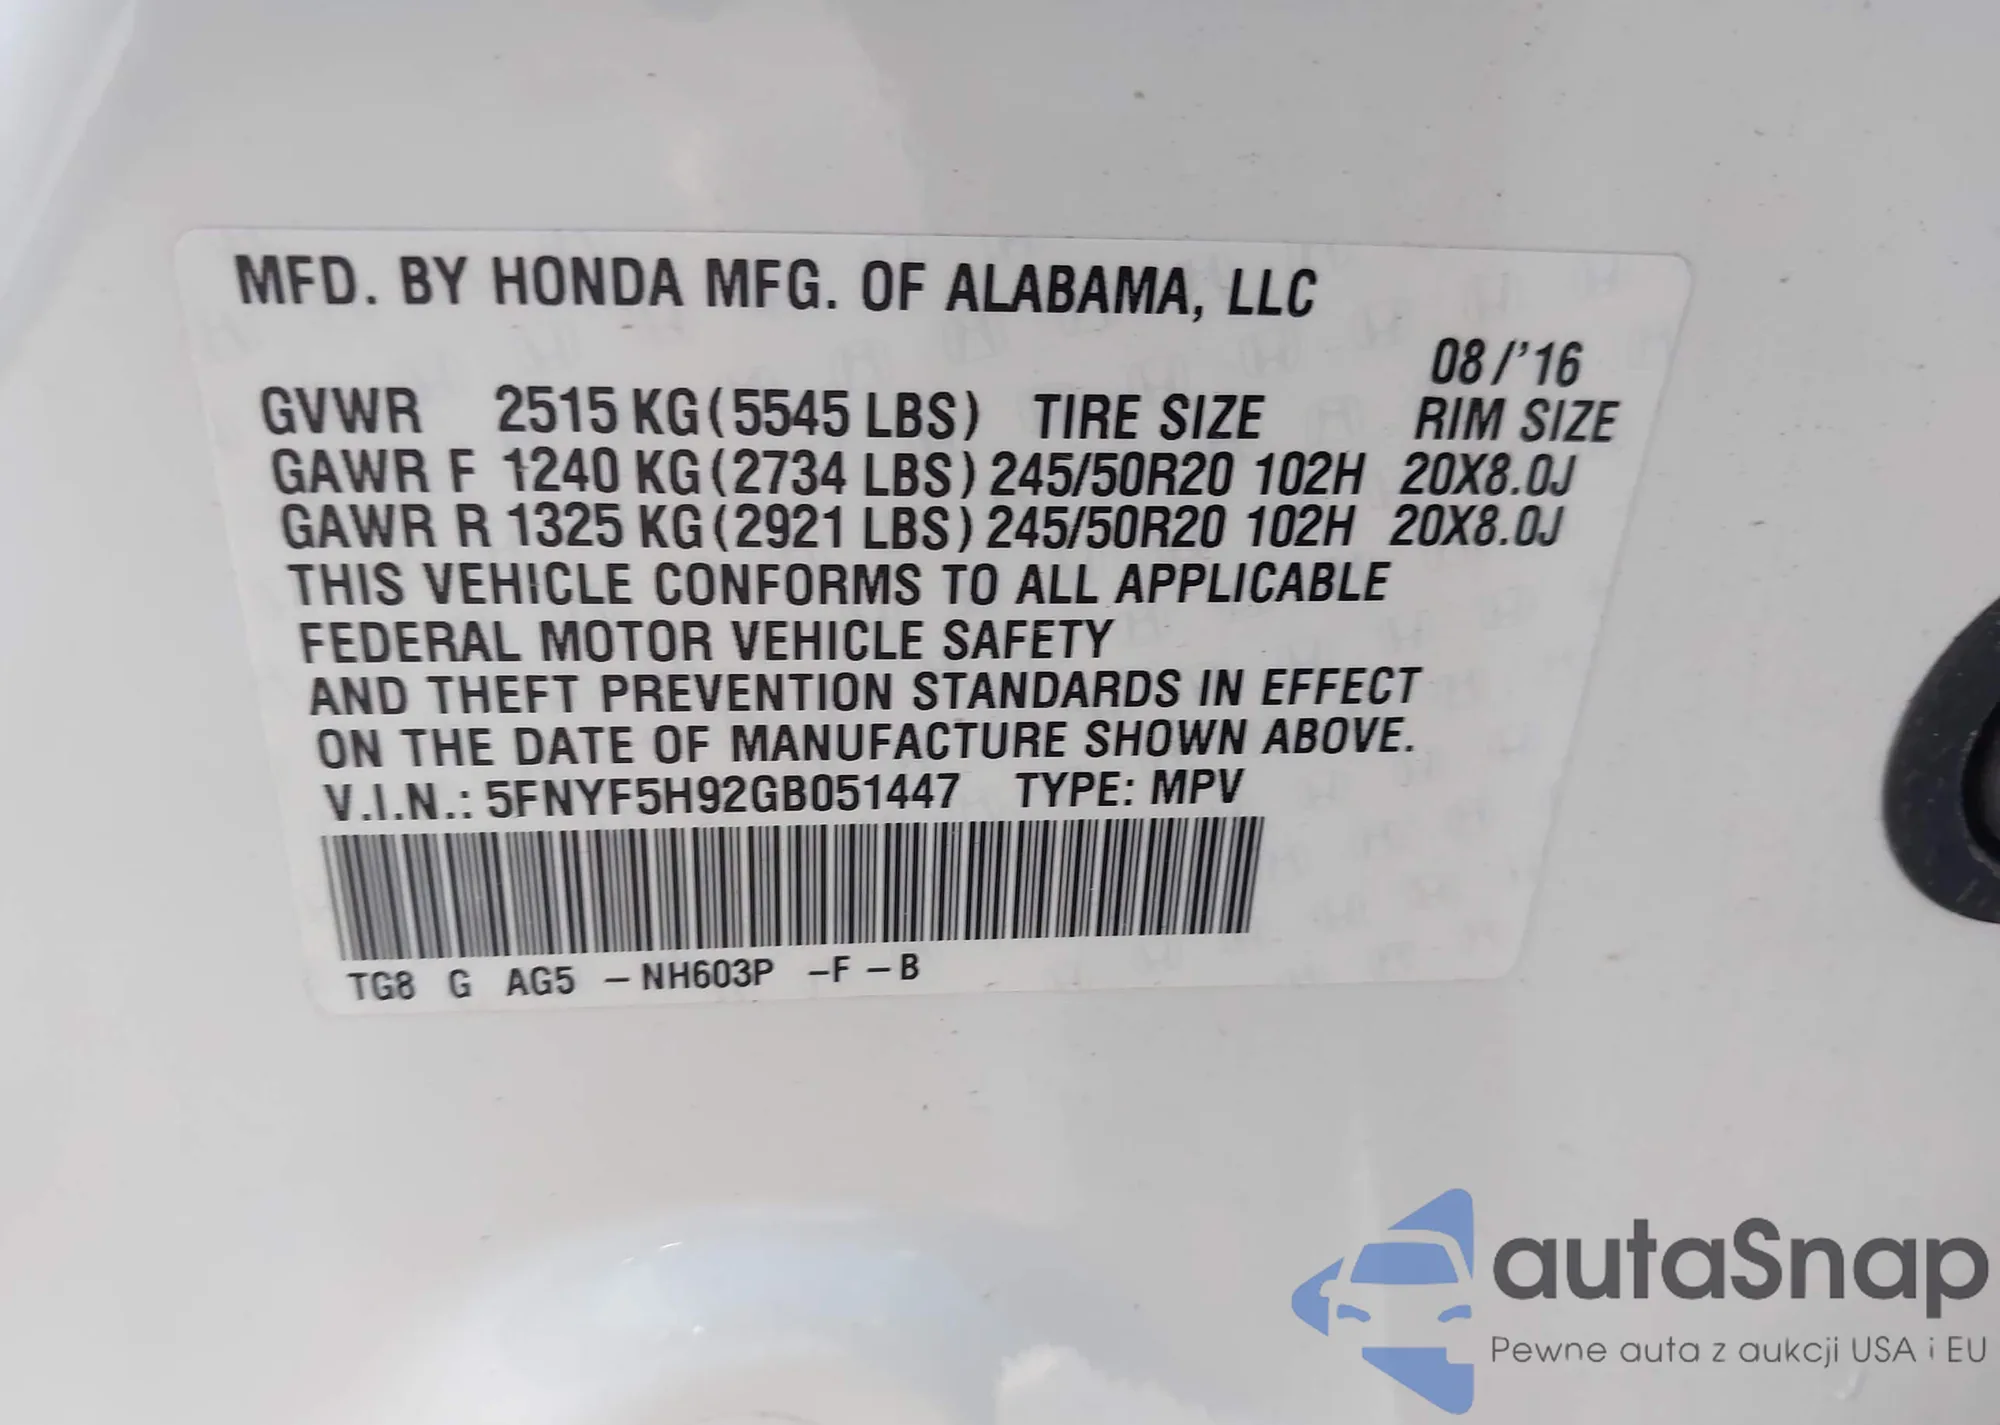 MFD. BY HONDA MFG. OF ALABAMA, LLC
08/'16
GVWR 2515 KG (5545 LBS) TIRE SIZE RIM SIZE
GAWR F 1240 KG (2734 LBS) 245/50R20 102H 20X8.0J
GAWR R 1325 KG (2921 LBS) 245/50R20 102H 20X8.0J
THIS VEHICLE CONFORMS TO ALL APPLICABLE
FEDERAL MOTOR VEHICLE SAFETY
AND THEFT PREVENTION STANDARDS IN EFFECT
ON THE DATE OF MANUFACTURE SHOWN ABOVE.
V.I.N.: 5FNYF5H92GB051447 TYPE: MPV
TG8 G AG5 – NH603P –F – B
autaSnap
Pewne auta z aukcji USA i EU